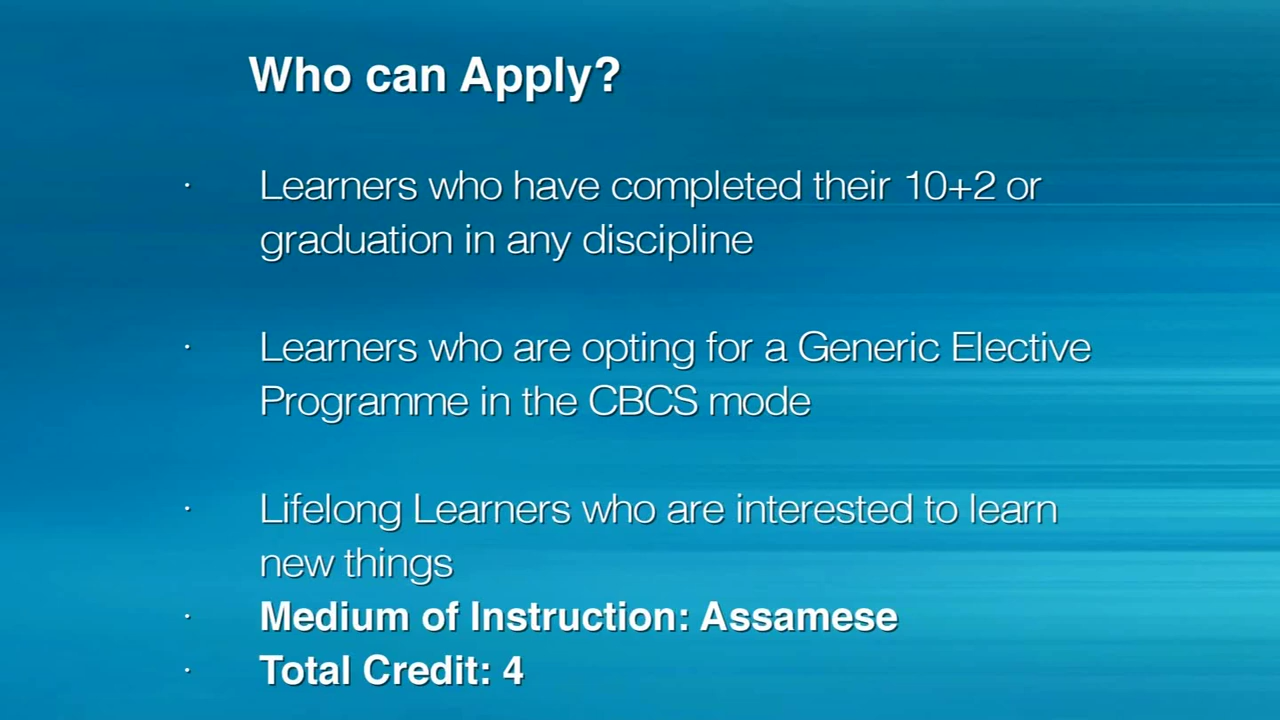 Who can Apply?
· Learners who have completed their 10+2 or
graduation in any discipline
· Learners who are opting for a Generic Elective
Programme in the CBCS mode
· Lifelong Learners who are interested to learn
new things
· Medium of Instruction: Assamese
· Total Credit: 4